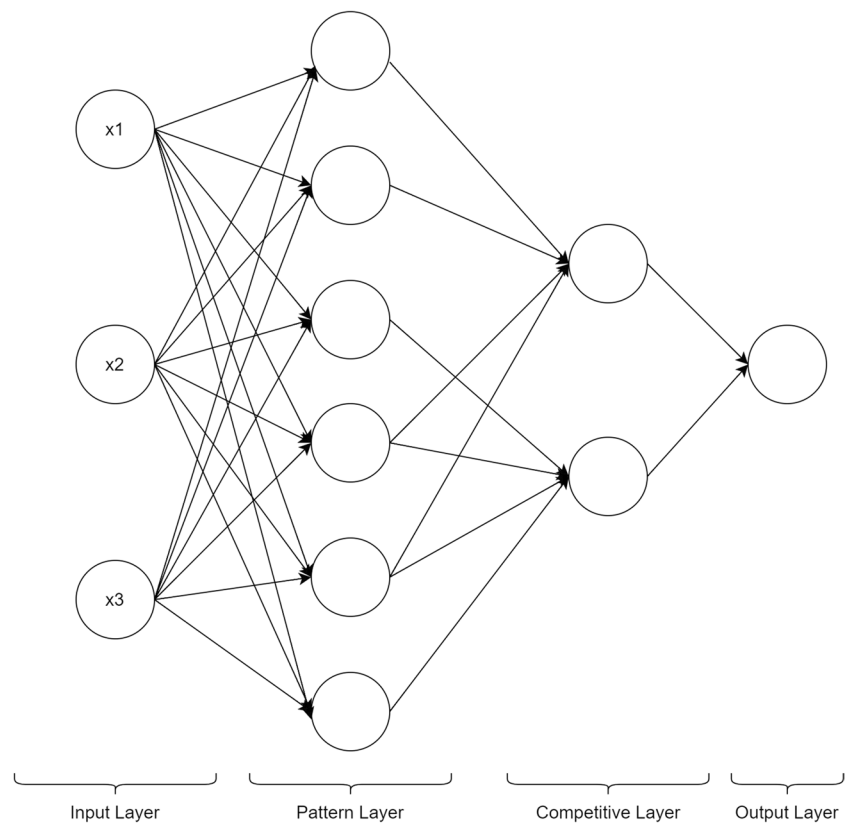 x1
x2
x3
Input Layer
Pattern Layer
Competitive Layer
Output Layer